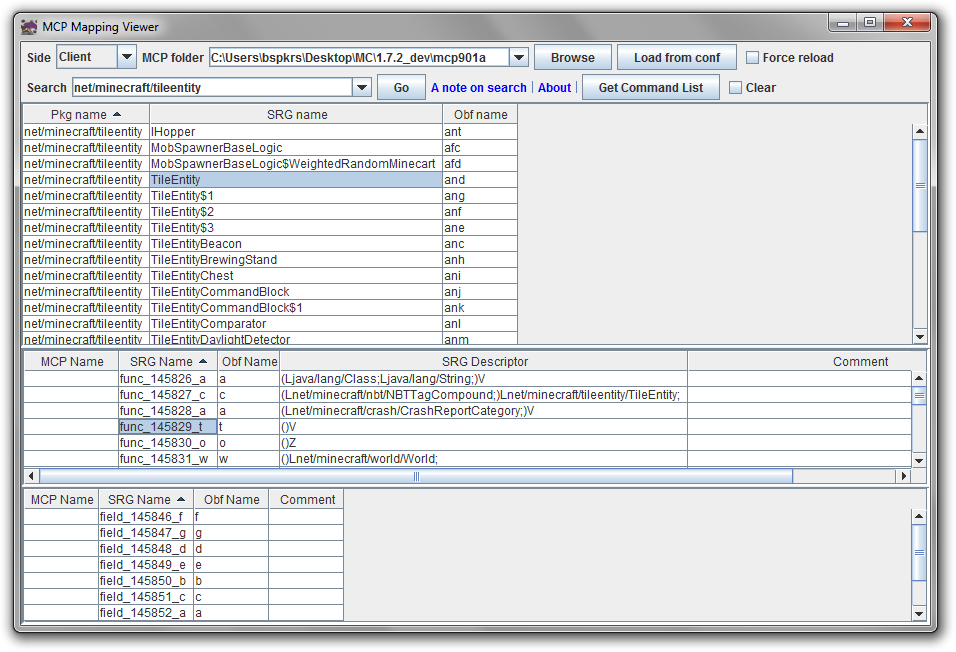 MCP Mapping Viewer
Side Client MCP folder C:\Users\bspkrs\Desktop\MC\1.7.2_dev\mcp901a Browse Load from conf Force reload
Search net/minecraft/tileentity Go A note on search About Get Command List Clear
Pkg name SRG name Obf name
net/minecraft/tileentity IHopper ant
net/minecraft/tileentity MobSpawnerBaseLogic afc
net/minecraft/tileentity MobSpawnerBaseLogic$WeightedRandomMinecart afd
net/minecraft/tileentity TileEntity and
net/minecraft/tileentity TileEntity$1 ang
net/minecraft/tileentity TileEntity$2 anf
net/minecraft/tileentity TileEntity$3 ane
net/minecraft/tileentity TileEntityBeacon anc
net/minecraft/tileentity TileEntityBrewingStand anh
net/minecraft/tileentity TileEntityChest ani
net/minecraft/tileentity TileEntityCommandBlock anj
net/minecraft/tileentity TileEntityCommandBlock$1 ank
net/minecraft/tileentity TileEntityComparator anl
net/minecraft/tileentity TileEntityDaylightDetector anm
MCP Name SRG Name Obf Name SRG Descriptor Comment
func_145826_a a (Ljava/lang/Class;Ljava/lang/String;)V
func_145827_c c (Lnet/minecraft/nbt/NBTTagCompound;)Lnet/minecraft/tileentity/TileEntity;
func_145828_a a (Lnet/minecraft/crash/CrashReportCategory;)V
func_145829_t t ()V
func_145830_o o ()Z
func_145831_w w ()Lnet/minecraft/world/World;
MCP Name SRG Name Obf Name Comment
field_145846_f f
field_145847_g g
field_145848_d d
field_145849_e e
field_145850_b b
field_145851_c c
field_145852_a a